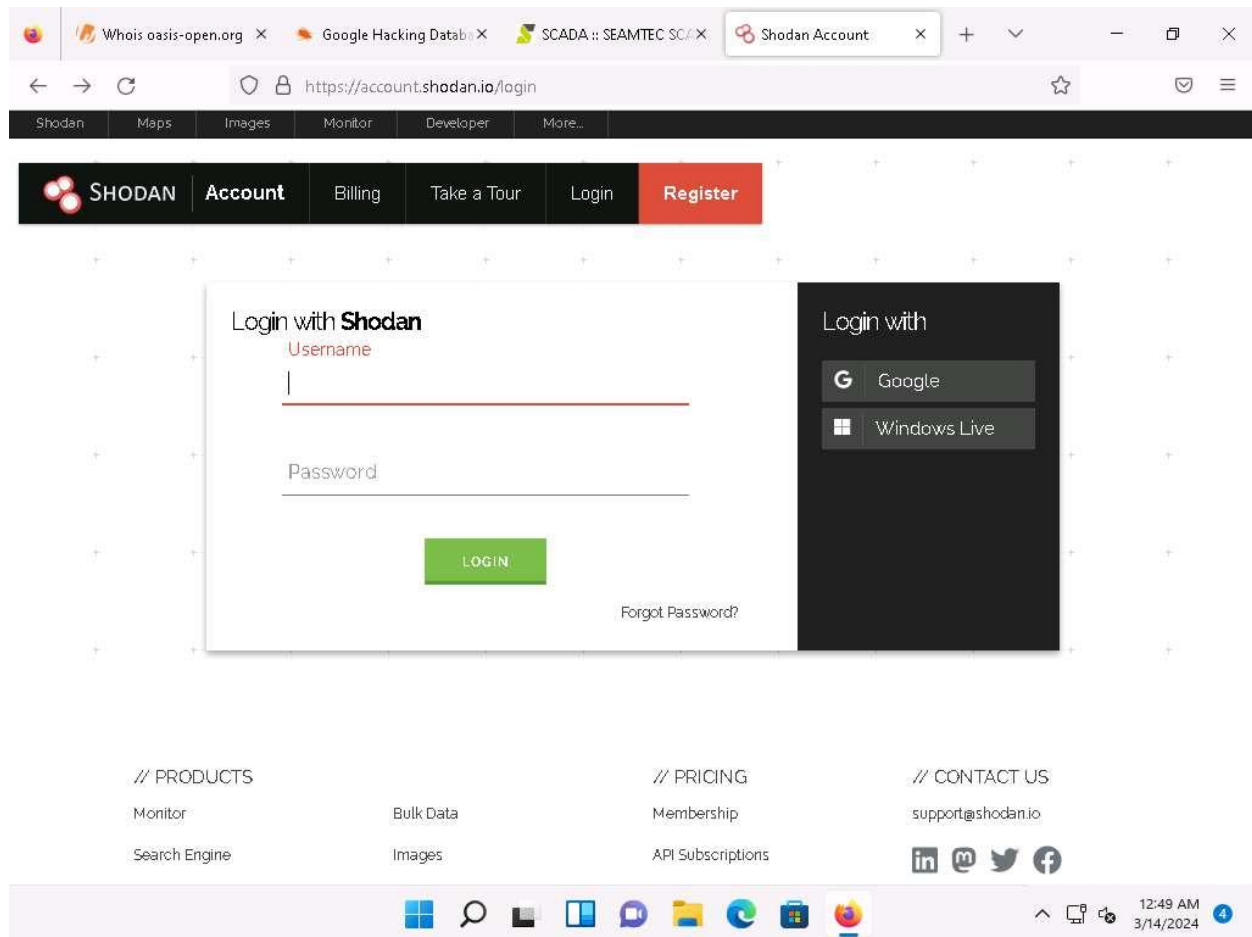 Whois oasis-open.org Google Hacking Datab SCADA :: SEAMTEC SCA Shodan Account
https://account.shodan.io/login
Shodan Maps Images Monitor Developer More...
SHODAN Account Billing Take a Tour Login Register
Login with Shodan
Username
Password
LOGIN
Forgot Password?
Login with
G Google
Windows Live
// PRODUCTS
Monitor Bulk Data
Search Engine Images
// PRICING
Membership
API Subscriptions
// CONTACT US
support@shodan.io
12:49 AM
3/14/2024
4